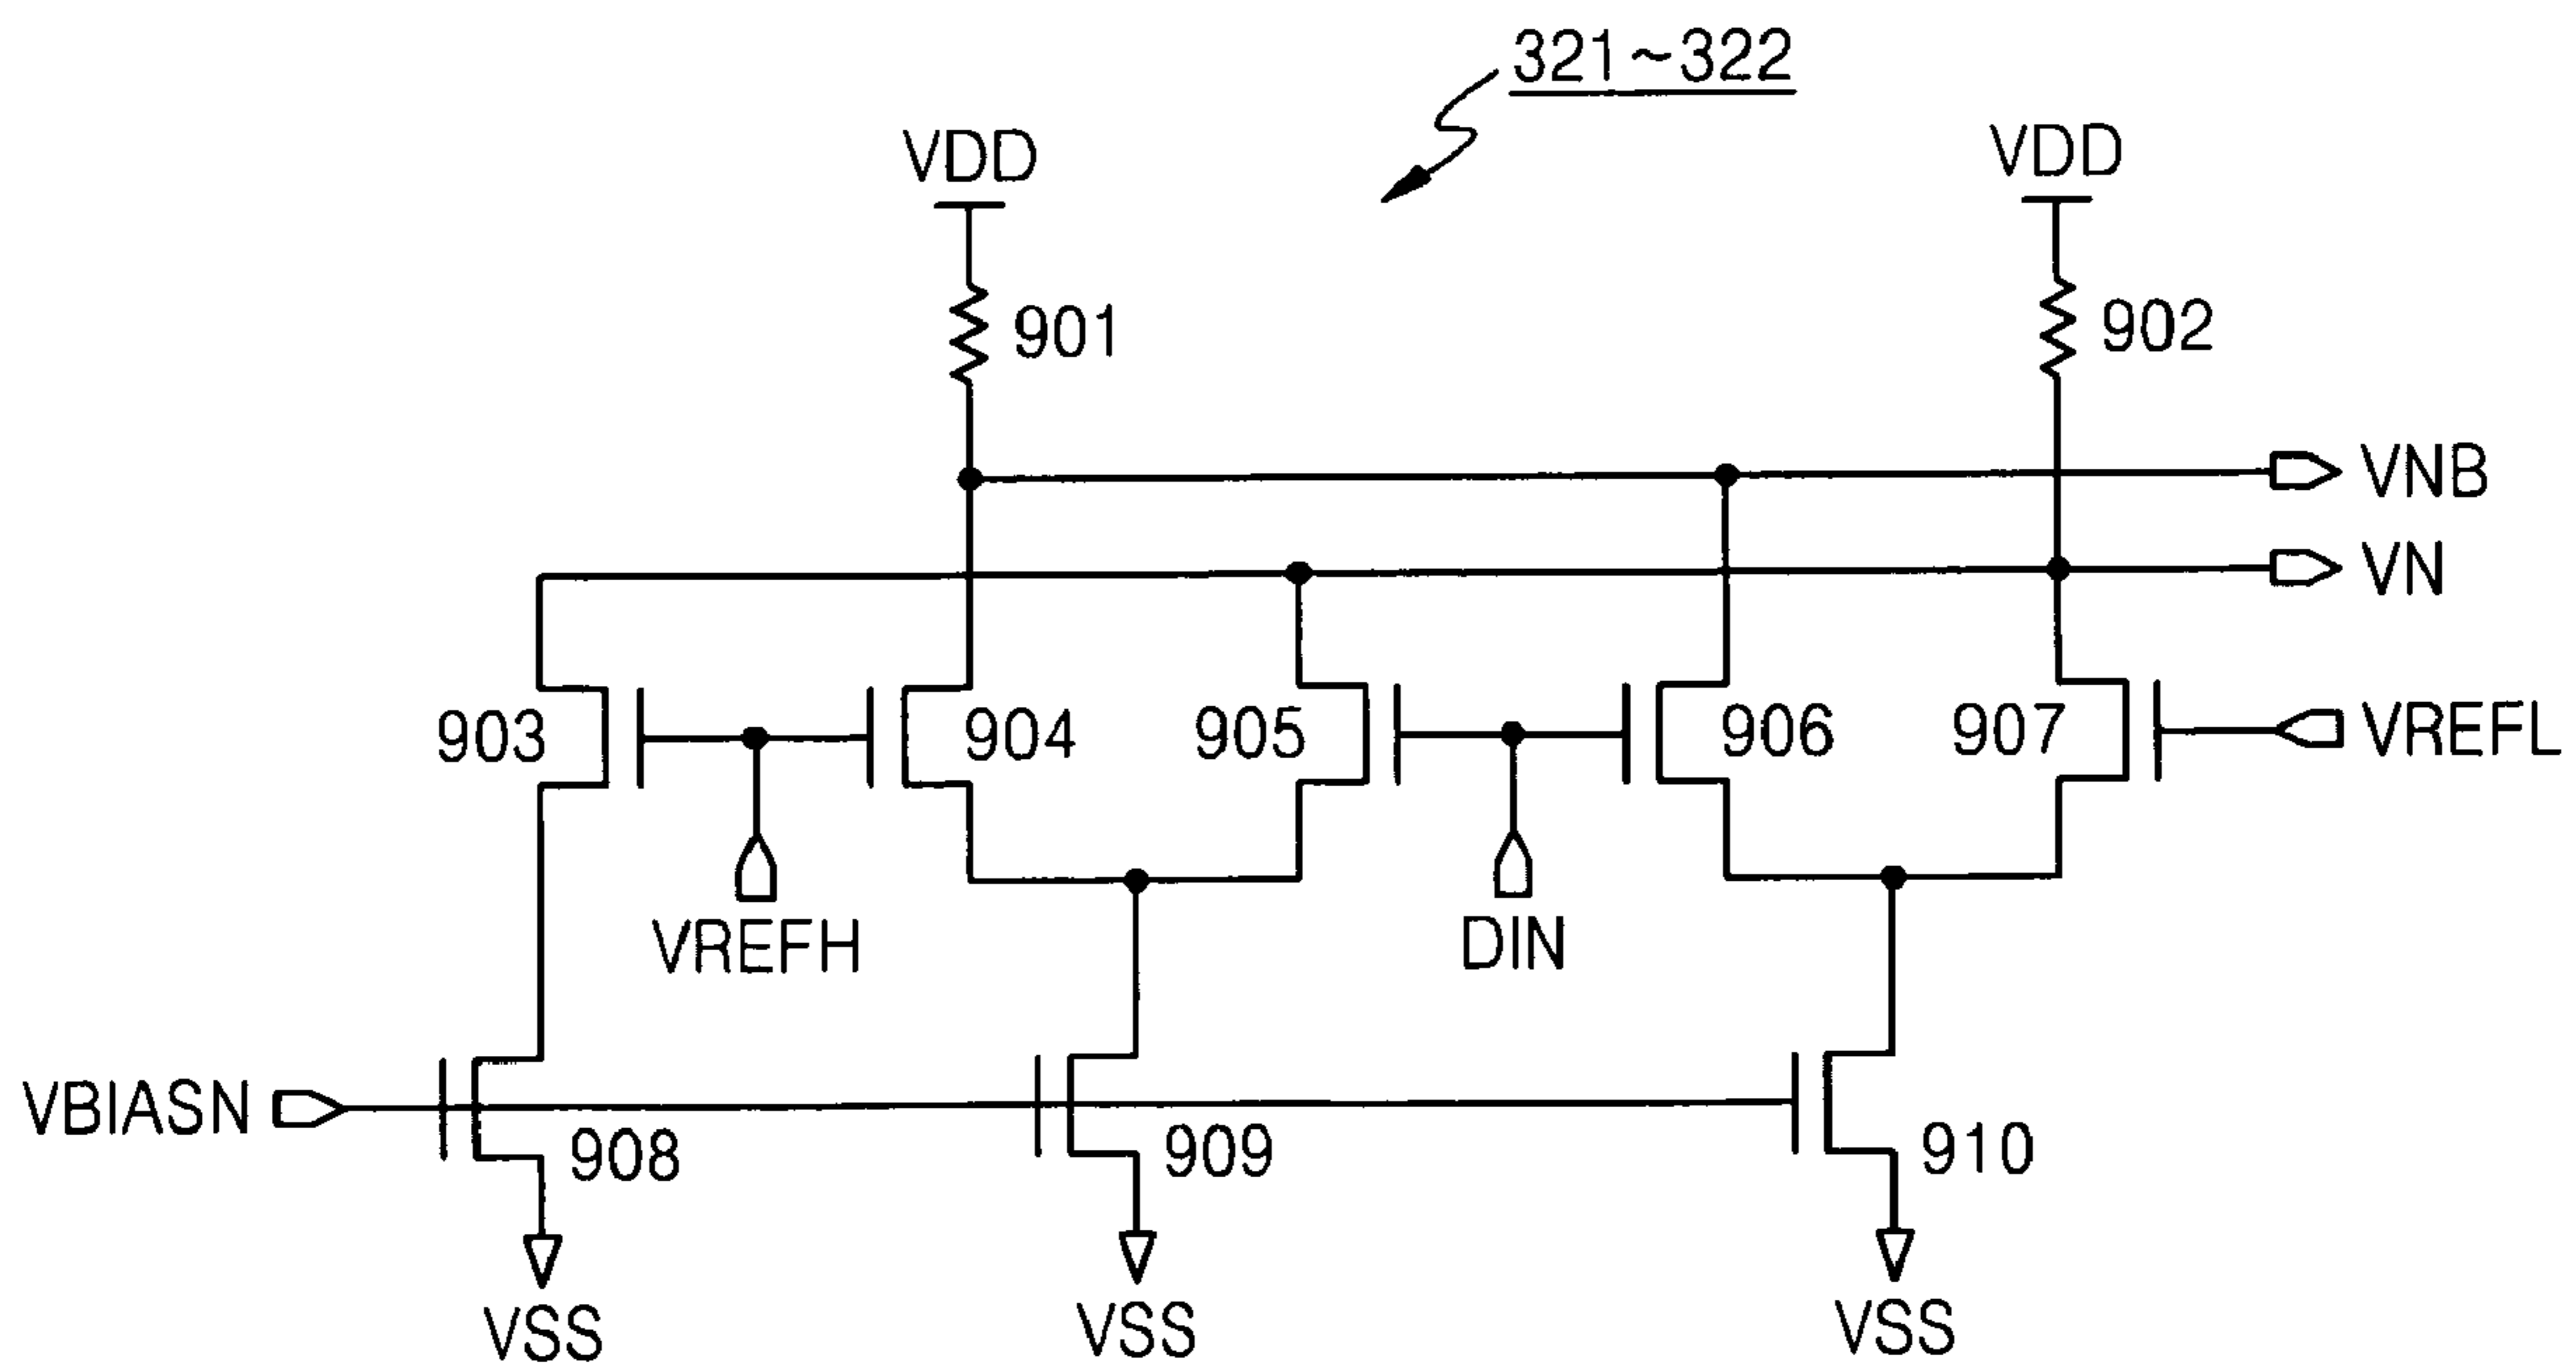 321~322
VDD
VDD
901
902
VNB
VN
903
904
905
906
907
VREFL
VREFH
DIN
VBIASN
908
909
910
VSS
VSS
VSS